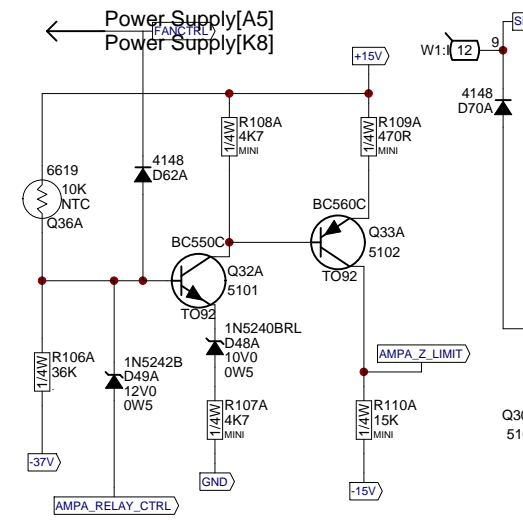 Power Supply[A5]
FANCTRL
Power Supply[K8]
+15V
W1:
12
9
4148
D70A
R108A
4K7
1/4W
MINI
R109A
470R
1/4W
MINI
4148
D62A
6619
10K
NTC
Q36A
BC560C
Q33A
5102
TO92
BC550C
Q32A
5101
TO92
1N5240BRL
D48A
10V0
0W5
AMPA_Z_LIMIT
R106A
36K
1/4W
1N5242B
D49A
12V0
0W5
R107A
4K7
1/4W
MINI
R110A
15K
1/4W
MINI
-37V
GND
-15V
AMPA_RELAY_CTRL